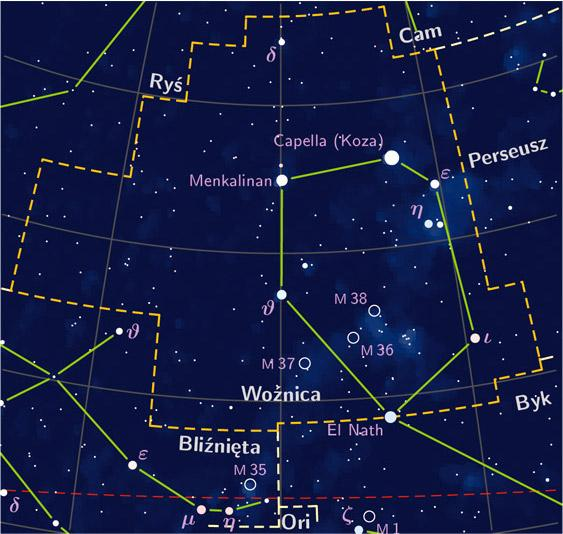 Cam
δ
Ryś
Capella (Koza)
Perseusz
ε
Menkalinan
η
ϑ
M 38
ϑ
M 36
ι
M 37
Woźnica
Byk
El Nath
Bliźnięta
ε
M 35
δ
μ
η
Ori
ζ
M 1